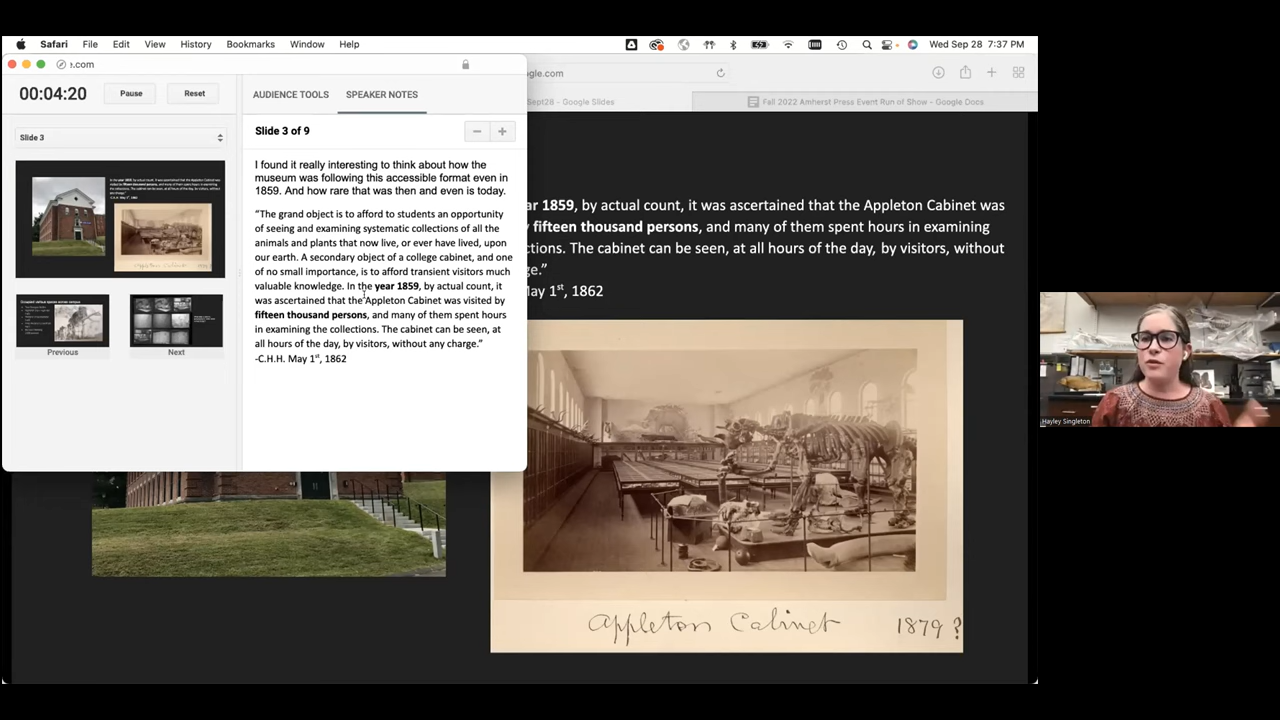 Safari File Edit View History Bookmarks Window Help
Wed Sep 28 7:37 PM
00:04:20 Pause Reset
Slide 3
Previous
Next
AUDIENCE TOOLS SPEAKER NOTES
Slide 3 of 9
I found it really interesting to think about how the
museum was following this accessible format even in
1859. And how rare that was then and even is today.
“The grand object is to afford to students an opportunity
of seeing and examining systematic collections of all the
animals and plants that now live, or ever have lived, upon
our earth. A secondary object of a college cabinet, and one
of no small importance, is to afford transient visitors much
valuable knowledge. In the year 1859, by actual count, it
was ascertained that the Appleton Cabinet was visited by
fifteen thousand persons, and many of them spent hours
in examining the collections. The cabinet can be seen, at
all hours of the day, by visitors, without any charge.”
-C.H.H. May 1st, 1862
gle.com
Sept28 - Google Slides
Fall 2022 Amherst Press Event Run of Show - Google Docs
ar 1859, by actual count, it was ascertained that the Appleton Cabinet was
fifteen thousand persons, and many of them spent hours in examining
ctions. The cabinet can be seen, at all hours of the day, by visitors, without
ge.”
May 1st, 1862
Appleton Cabinet 1879 ?
Hayley Singleton